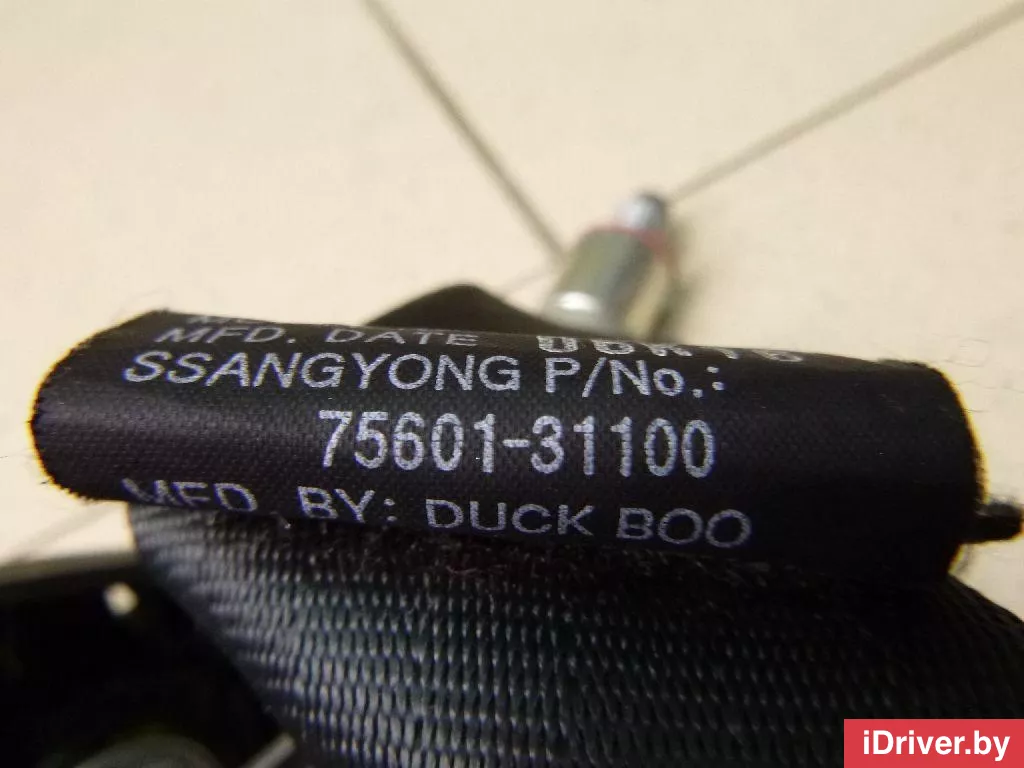 MFD. DATE
SSANGYONG P/No.:
75601-31100
MFD. BY: DUCK BOO
iDriver.by